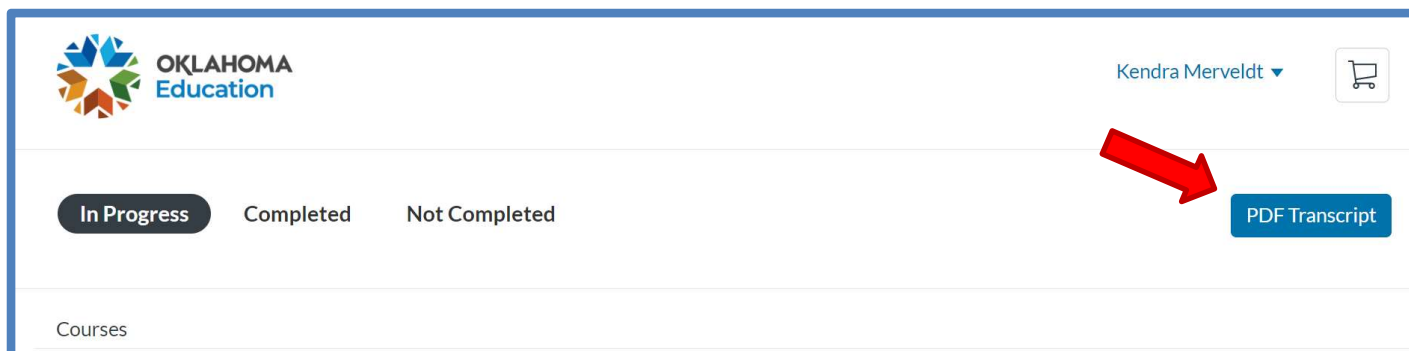 OKLAHOMA
Education
Kendra Merveldt
In Progress Completed Not Completed
PDF Transcript
Courses